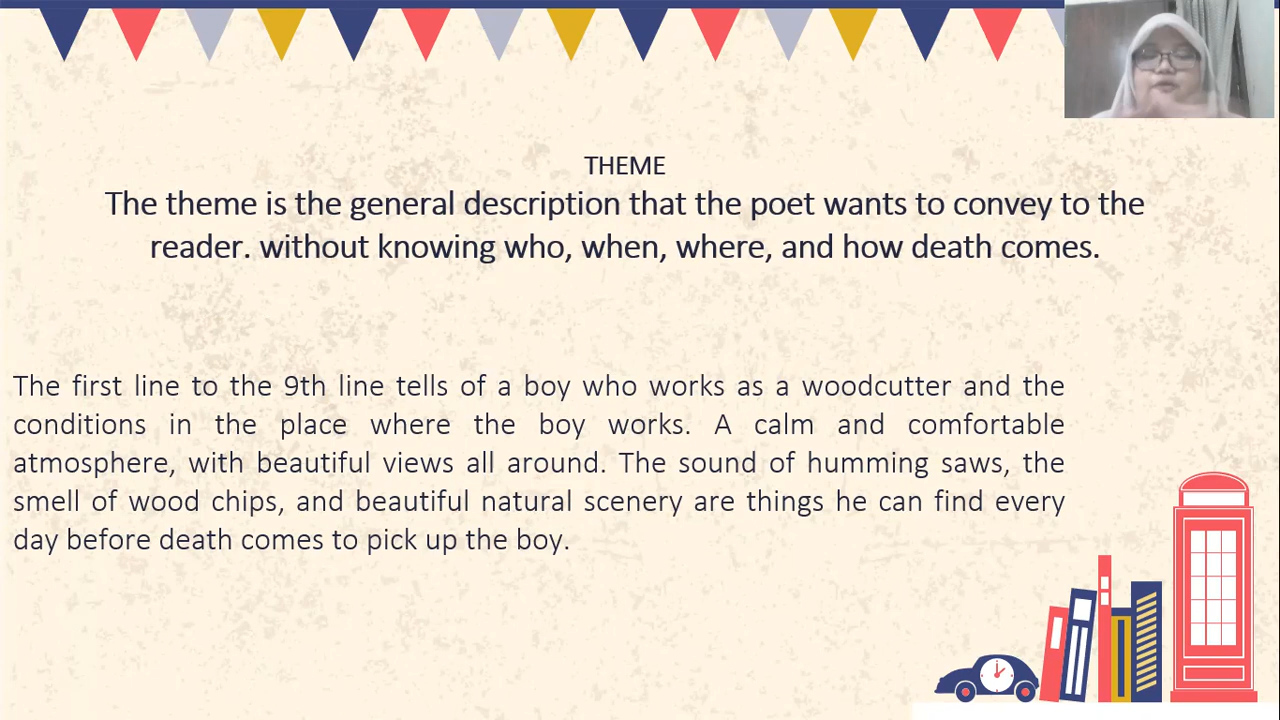 THEME
The theme is the general description that the poet wants to convey to the
reader. without knowing who, when, where, and how death comes.
The first line to the 9th line tells of a boy who works as a woodcutter and the
conditions in the place where the boy works. A calm and comfortable
atmosphere, with beautiful views all around. The sound of humming saws, the
smell of wood chips, and beautiful natural scenery are things he can find every
day before death comes to pick up the boy.